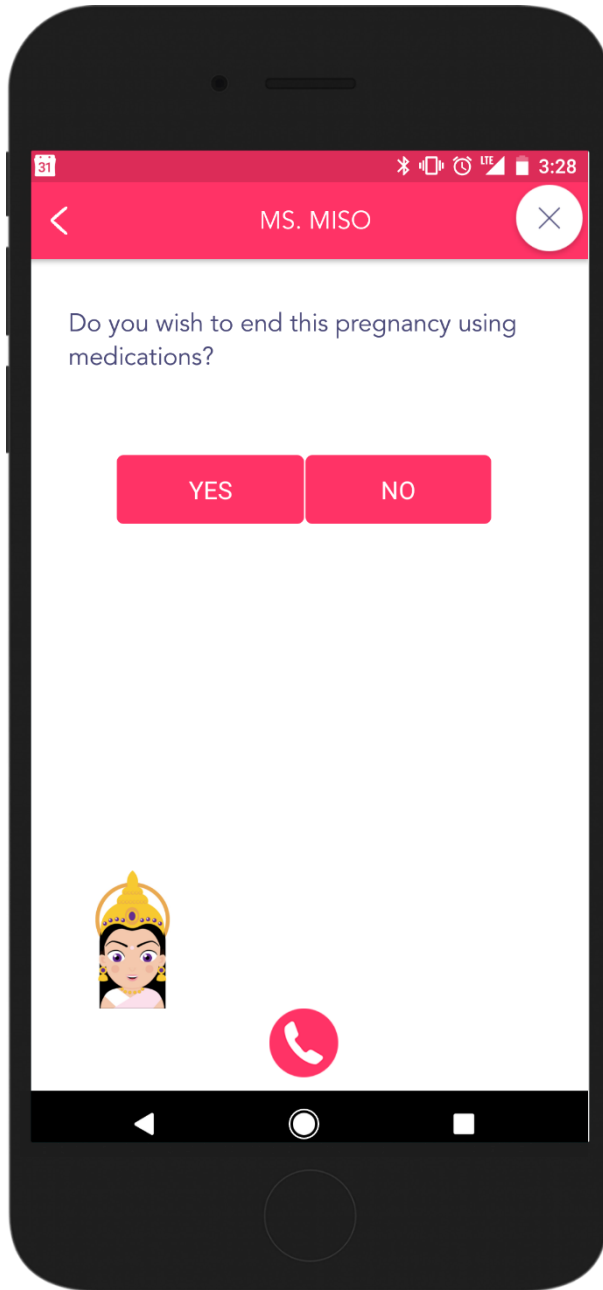 31
LTE
3:28
MS. MISO
Do you wish to end this pregnancy using
medications?
YES
NO